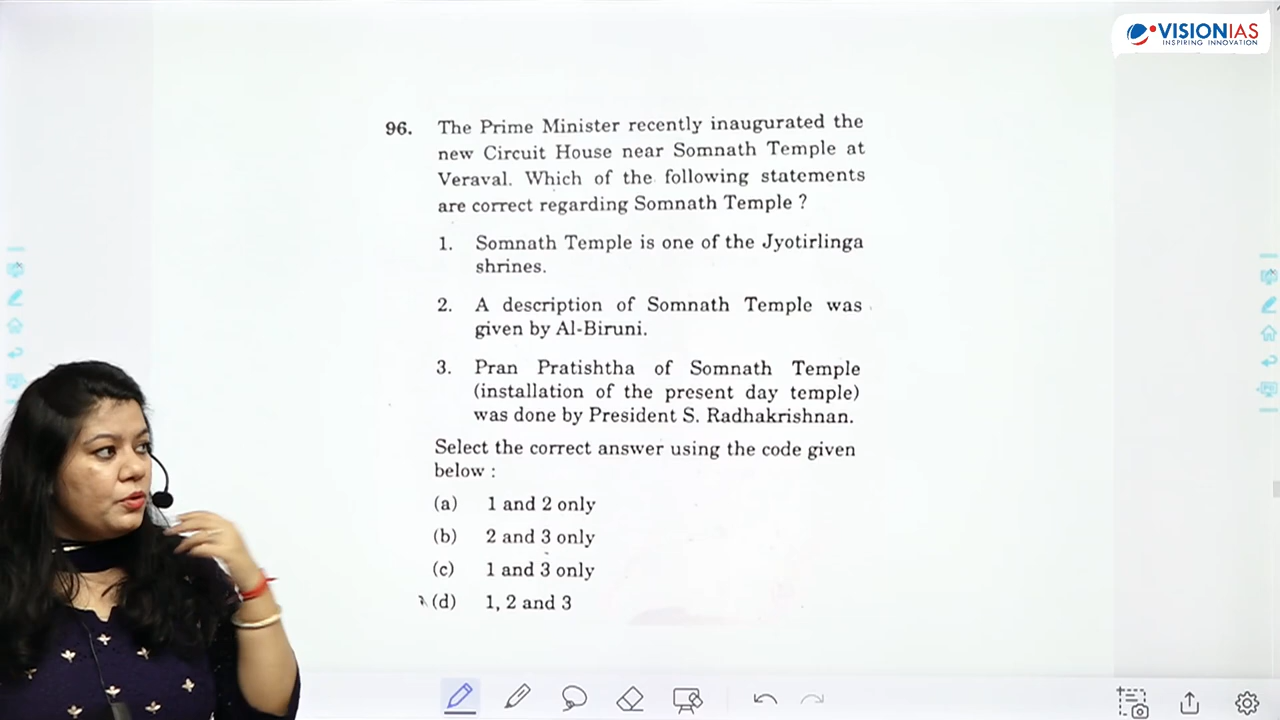 VISIONIAS
INSPIRING INNOVATION
96. The Prime Minister recently inaugurated the
new Circuit House near Somnath Temple at
Veraval. Which of the following statements
are correct regarding Somnath Temple ?
1. Somnath Temple is one of the Jyotirlinga
shrines.
2. A description of Somnath Temple was
given by Al-Biruni.
3. Pran Pratishtha of Somnath Temple
(installation of the present day temple)
was done by President S. Radhakrishnan.
Select the correct answer using the code given
below :
(a) 1 and 2 only
(b) 2 and 3 only
(c) 1 and 3 only
(d) 1, 2 and 3